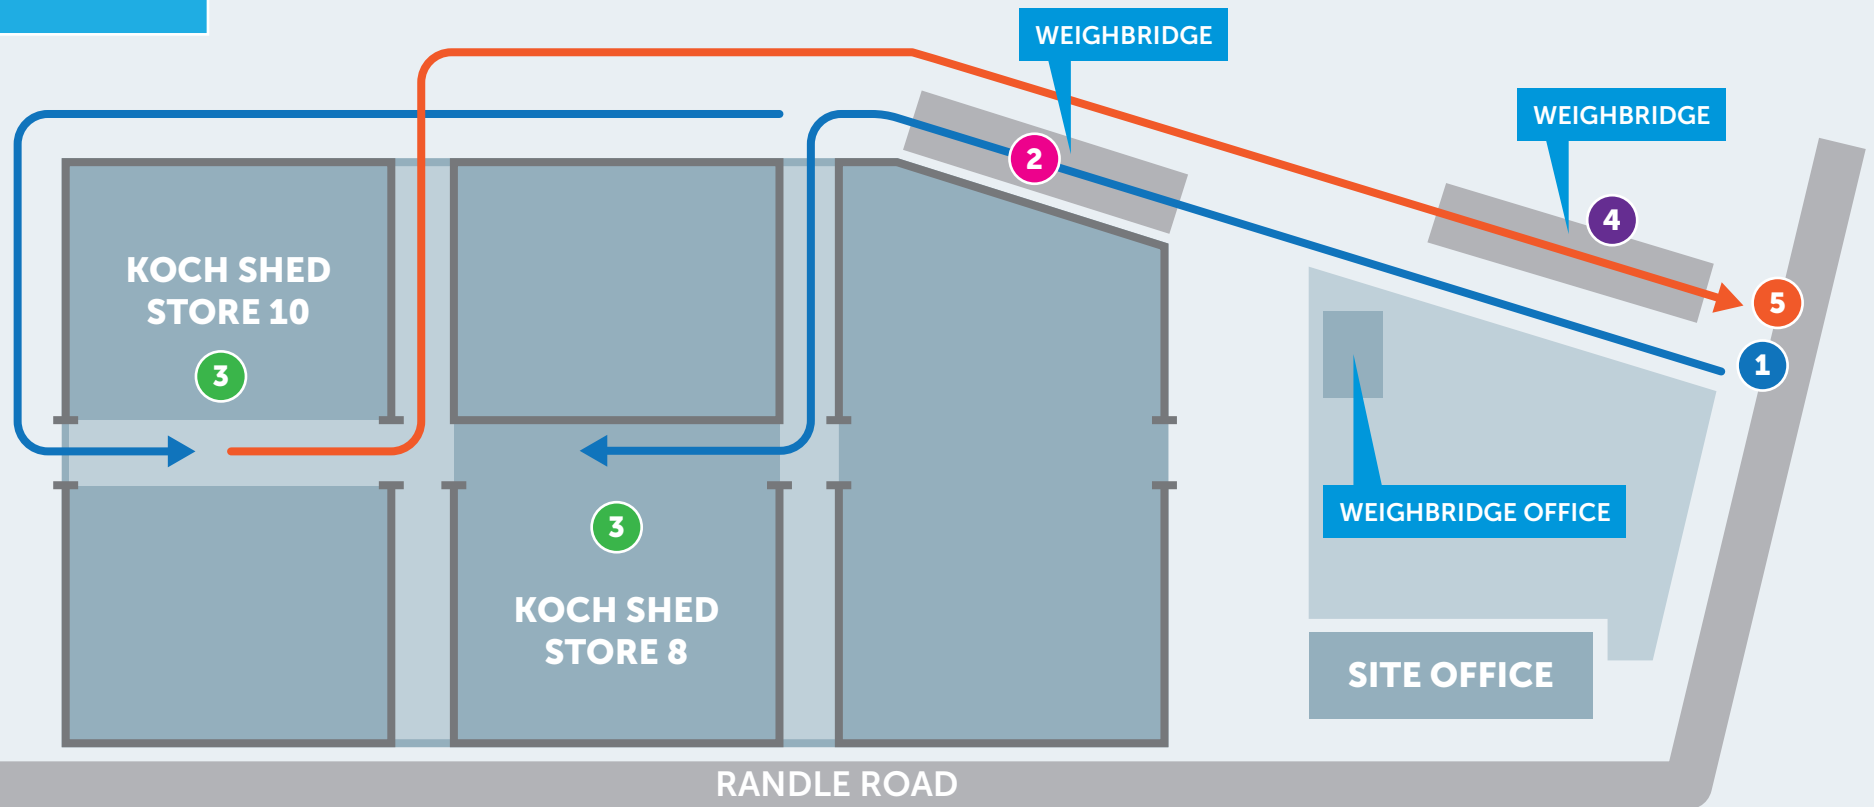 WEIGHBRIDGE
WEIGHBRIDGE
2
4
KOCH SHED
STORE 10
3
5
1
WEIGHBRIDGE OFFICE
3
KOCH SHED
STORE 8
SITE OFFICE
RANDLE ROAD